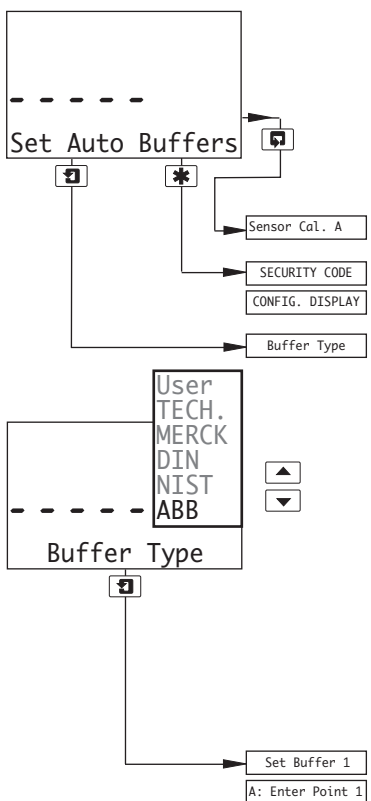 - - - - -
Set Auto Buffers
Sensor Cal. A
SECURITY CODE
CONFIG. DISPLAY
Buffer Type
User
TECH.
MERCK
DIN
NIST
- - - - - ABB
Buffer Type
Set Buffer 1
A: Enter Point 1